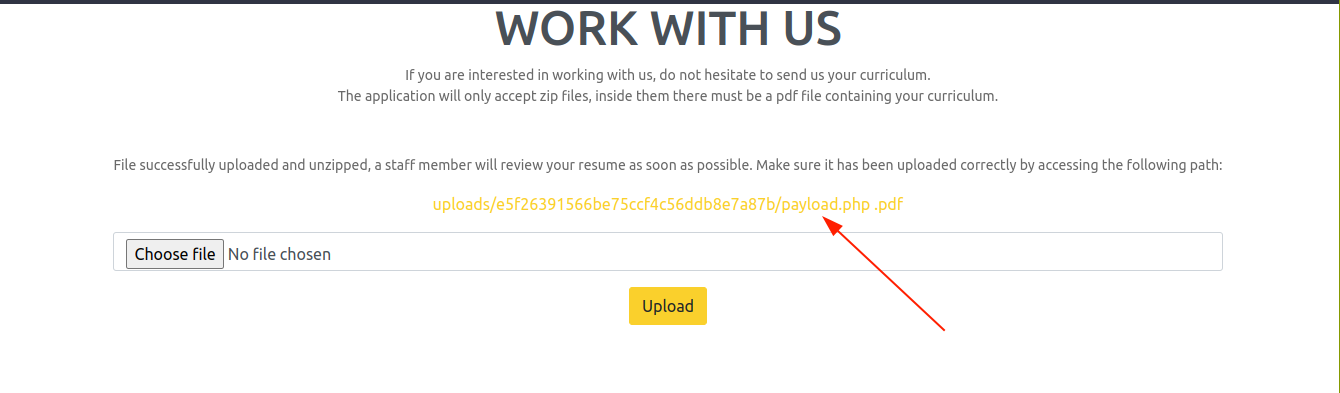 WORK WITH US
If you are interested in working with us, do not hesitate to send us your curriculum.
The application will only accept zip files, inside them there must be a pdf file containing your curriculum.
File successfully uploaded and unzipped, a staff member will review your resume as soon as possible. Make sure it has been uploaded correctly by accessing the following path:
uploads/e5f26391566be75ccf4c56ddb8e7a87b/payload.php .pdf
Choose file No file chosen
Upload